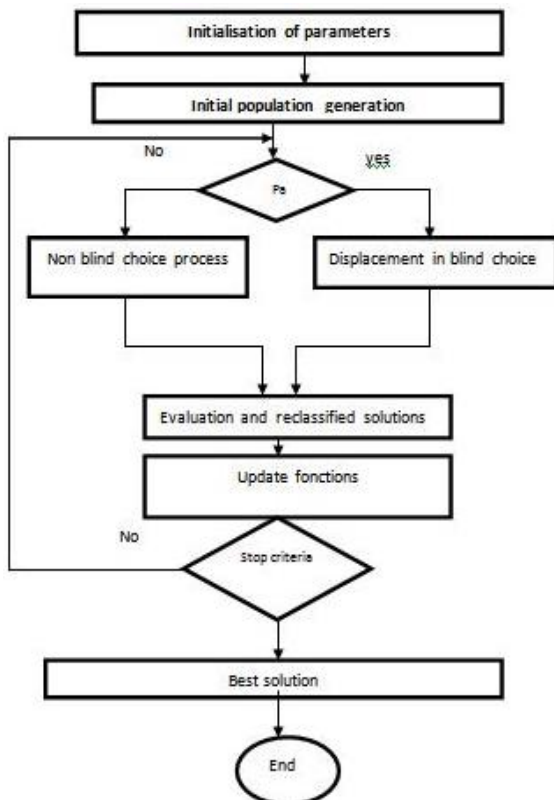 Initialisation of parameters
Initial population generation
No
yes
Pa
Non blind choice process
Displacement in blind choice
Evaluation and reclassified solutions
Update fonctions
No
Stop criteria
Best solution
End